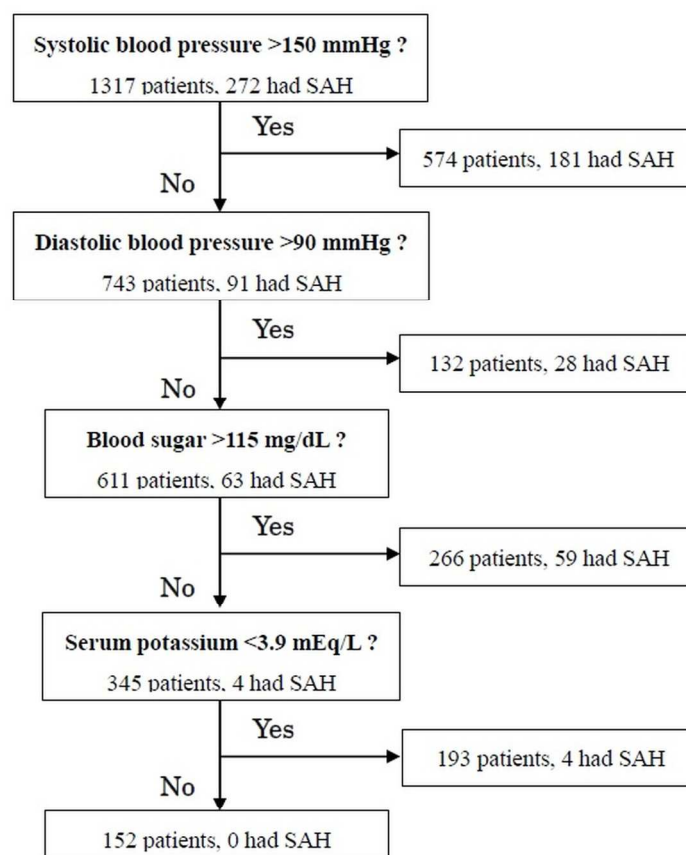 Systolic blood pressure >150 mmHg ?
1317 patients, 272 had SAH
Yes
574 patients, 181 had SAH
No
Diastolic blood pressure >90 mmHg ?
743 patients, 91 had SAH
Yes
132 patients, 28 had SAH
No
Blood sugar >115 mg/dL ?
611 patients, 63 had SAH
Yes
266 patients, 59 had SAH
No
Serum potassium <3.9 mEq/L ?
345 patients, 4 had SAH
Yes
193 patients, 4 had SAH
No
152 patients, 0 had SAH